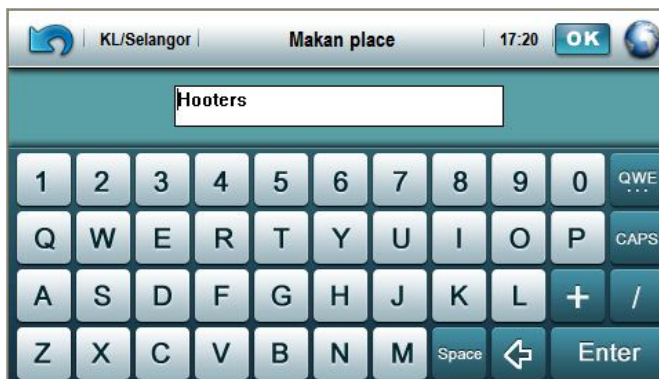 KL/Selangor Makan place 17:20 OK
Hooters
1 2 3 4 5 6 7 8 9 0 QWE...
Q W E R T Y U I O P CAPS
A S D F G H J K L + /
Z X C V B N M Space Enter